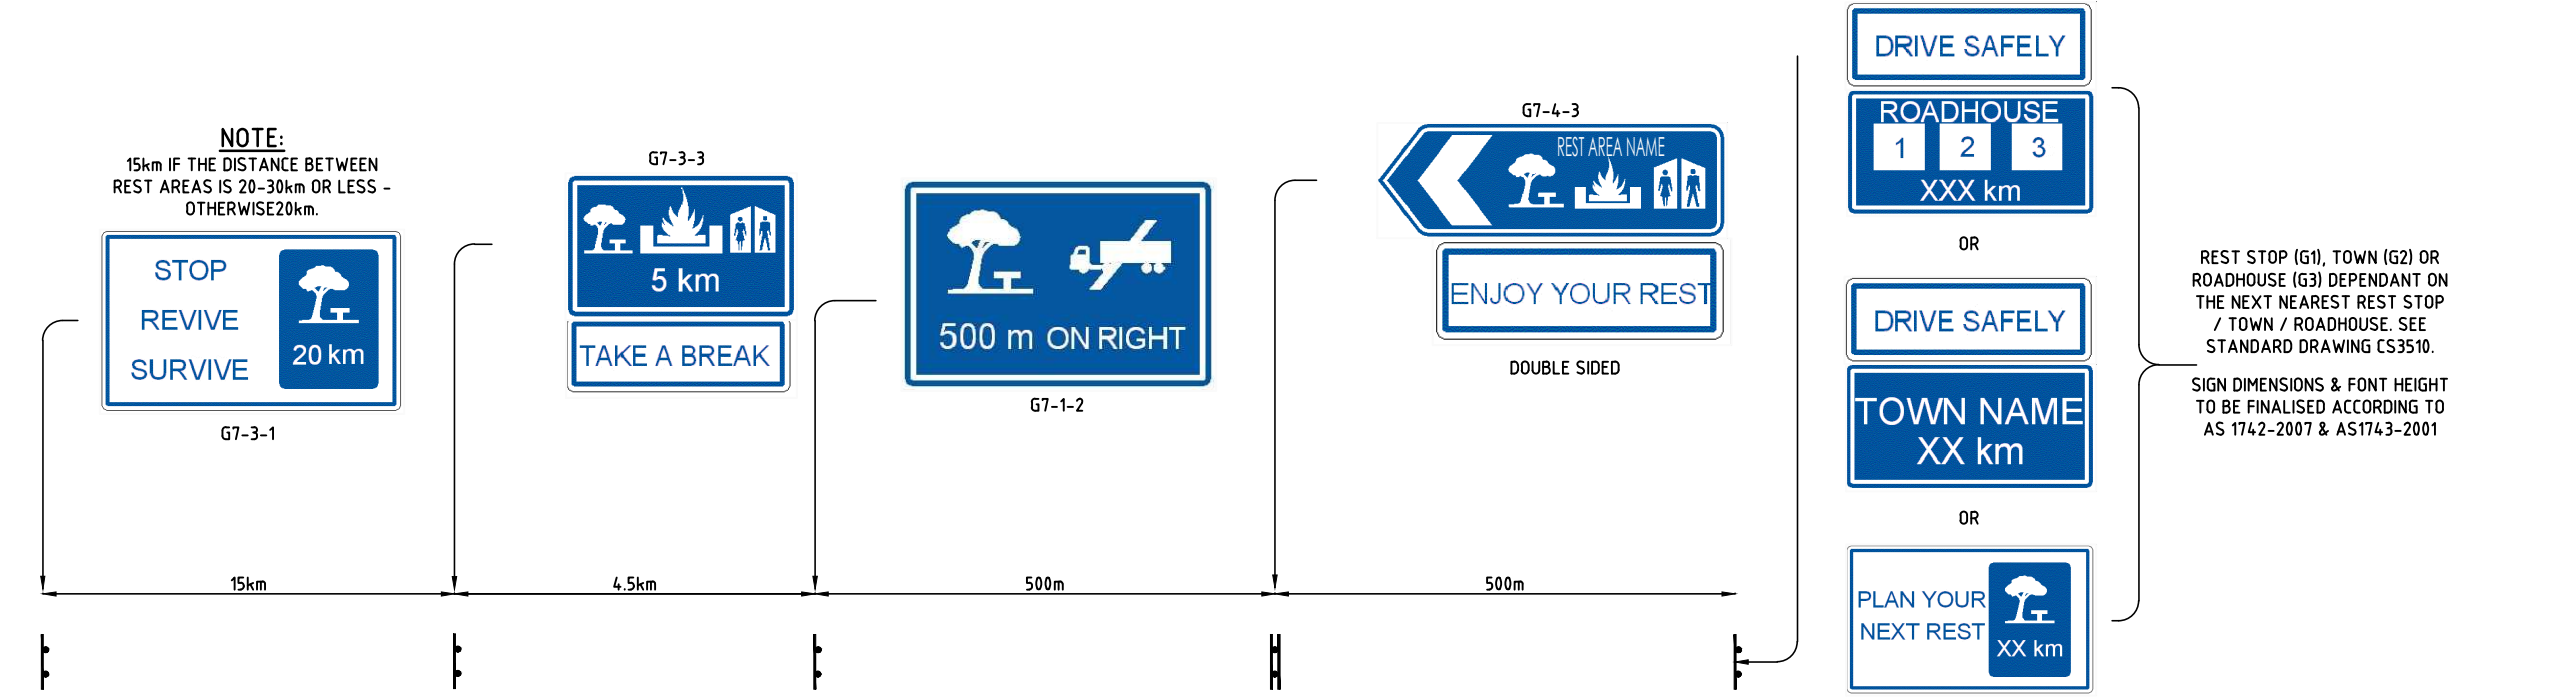 NOTE:
15km IF THE DISTANCE BETWEEN
REST AREAS IS 20-30km OR LESS -
OTHERWISE20km.
STOP
REVIVE
SURVIVE
20 km
G7-3-1
G7-3-3
5 km
TAKE A BREAK
500 m ON RIGHT
G7-1-2
G7-4-3
REST AREA NAME
ENJOY YOUR REST
DOUBLE SIDED
DRIVE SAFELY
ROADHOUSE
1 2 3
XXX km
OR
DRIVE SAFELY
TOWN NAME
XX km
OR
PLAN YOUR
NEXT REST
XX km
REST STOP (G1), TOWN (G2) OR
ROADHOUSE (G3) DEPENDANT ON
THE NEXT NEAREST REST STOP
/ TOWN / ROADHOUSE. SEE
STANDARD DRAWING CS3510.
SIGN DIMENSIONS & FONT HEIGHT
TO BE FINALISED ACCORDING TO
AS 1742-2007 & AS1743-2001
15km
4.5km
500m
500m